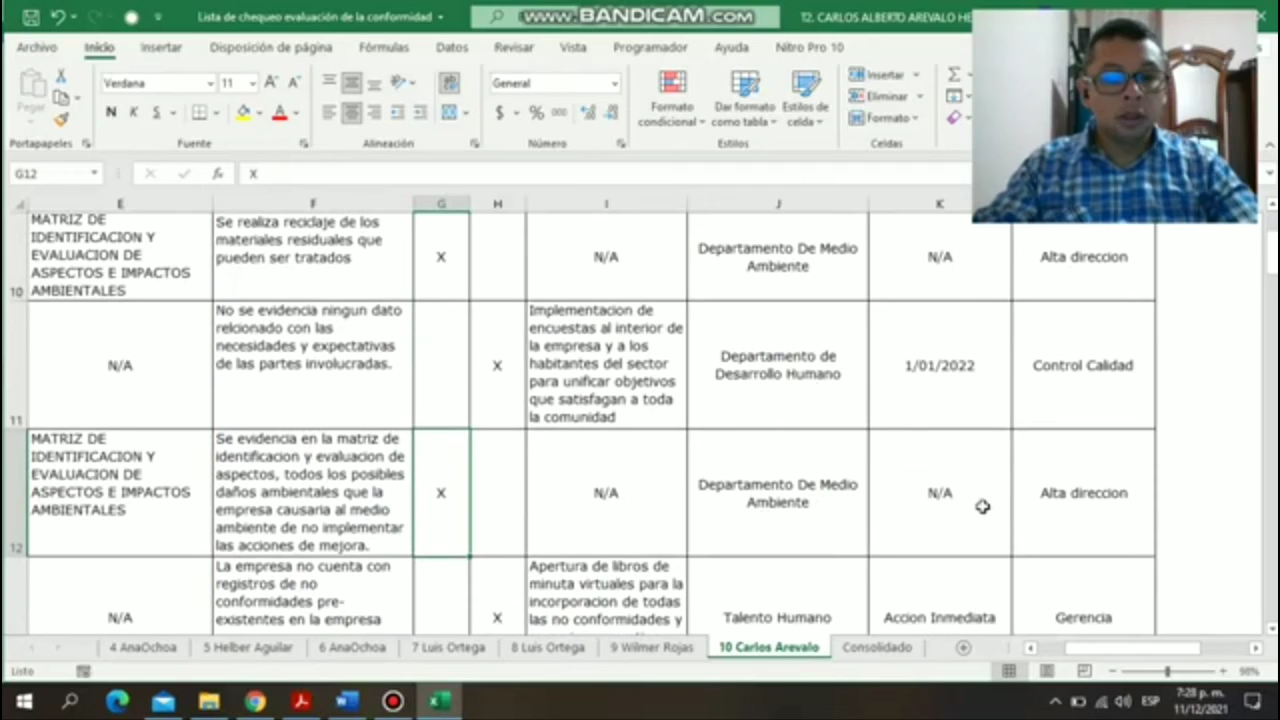 Lista de chequeo evaluación de la conformidad
WWW.BANDICAM.COM
T2. CARLOS ALBERTO AREVALO HE
Archivo Inicio Insertar Disposición de página Fórmulas Datos Revisar Vista Programador Ayuda Nitro Pro 10
Pegar
Verdana 11
N K S
General
$ % 000
Formato condicional
Dar formato como tabla
Estilos de celda
Insertar
Eliminar
Formato
Portapapeles Fuente Alineación Número Estilos Celdas
G12 fx X
E F G H I J K
MATRIZ DE
IDENTIFICACION Y
EVALUACION DE
ASPECTOS E IMPACTOS
AMBIENTALES
Se realiza reciclaje de los
materiales residuales que
pueden ser tratados
X
N/A
Departamento De Medio
Ambiente
N/A
Alta direccion
10
N/A
No se evidencia ningun dato
relcionado con las
necesidades y expectativas
de las partes involucradas.
X
Implementacion de
encuestas al interior de
la empresa y a los
habitantes del sector
para unificar objetivos
que satisfagan a toda
la comunidad
Departamento de
Desarrollo Humano
1/01/2022
Control Calidad
11
MATRIZ DE
IDENTIFICACION Y
EVALUACION DE
ASPECTOS E IMPACTOS
AMBIENTALES
Se evidencia en la matriz de
identificacion y evaluacion de
aspectos, todos los posibles
daños ambientales que la
empresa causaria al medio
ambiente de no implementar
las acciones de mejora.
X
N/A
Departamento De Medio
Ambiente
N/A
Alta direccion
12
N/A
La empresa no cuenta con
registros de no
conformidades pre-
existentes en la empresa
X
Apertura de libros de
minuta virtuales para la
incorporacion de todas
las no conformidades y
Talento Humano
Accion Inmediata
Gerencia
4 AnaOchoa 5 Helber Aguilar 6 AnaOchoa 7 Luis Ortega 8 Luis Ortega 9 Wilmer Rojas 10 Carlos Arevalo Consolidado
Listo
98%
ESP
7:28 p. m.
11/12/2021